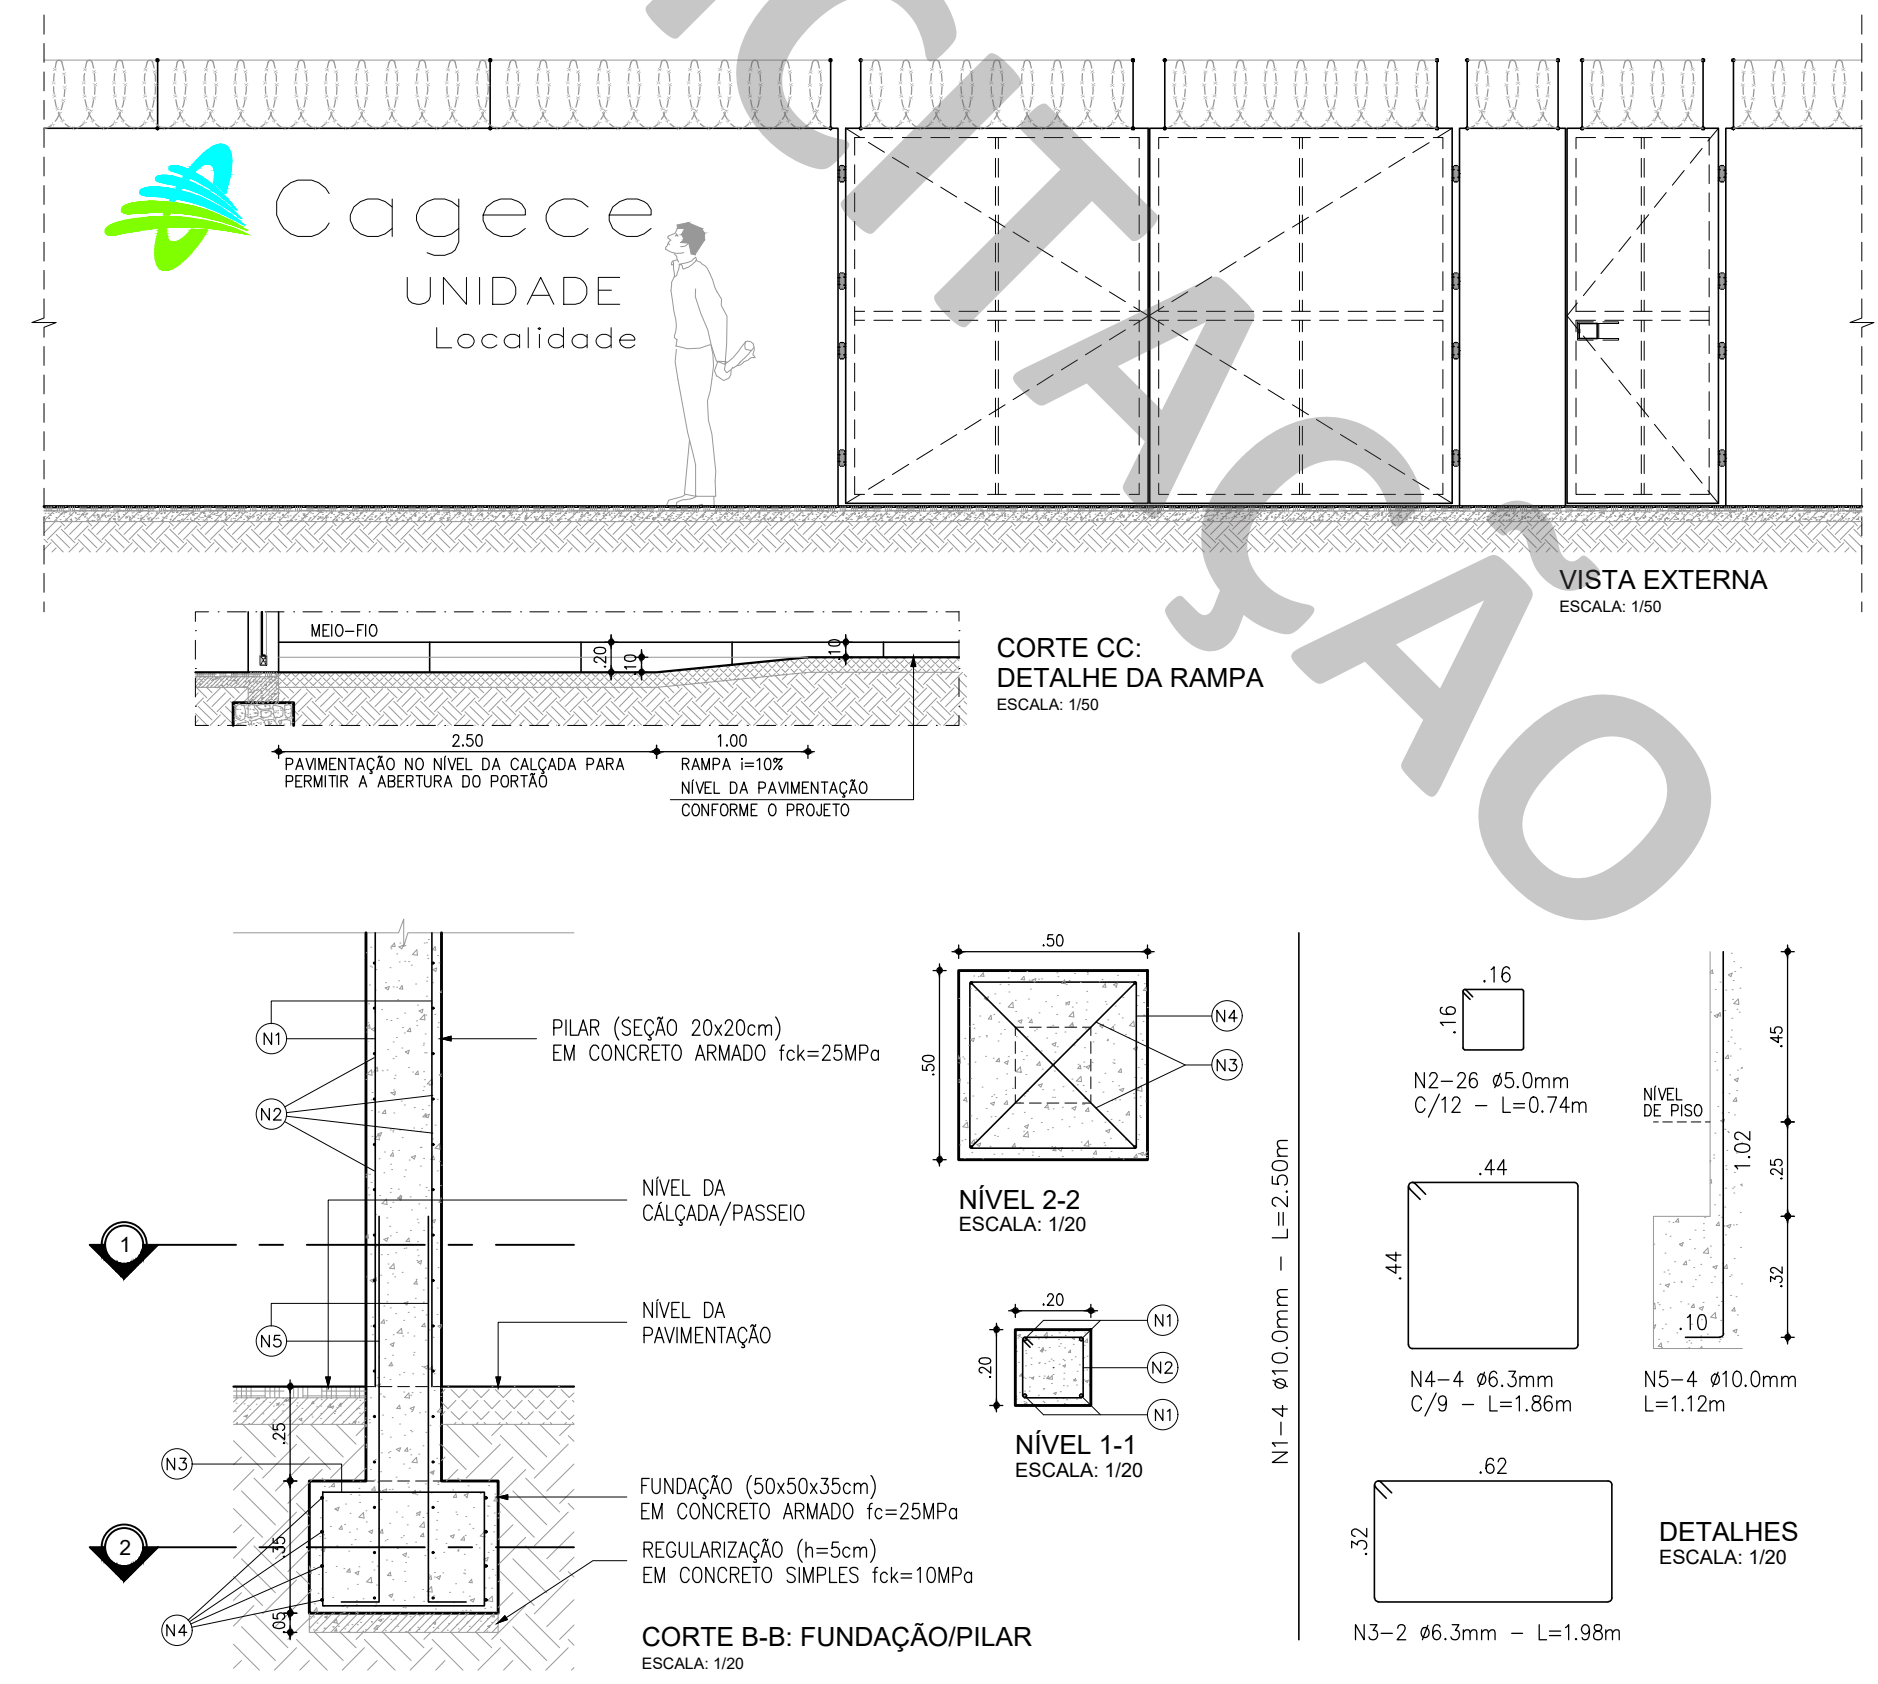 Cagece
UNIDADE
Localidade
CITAÇÃO
VISTA EXTERNA
ESCALA: 1/50
MEIO-FIO
.20
.10
.10
CORTE CC:
DETALHE DA RAMPA
ESCALA: 1/50
2.50
1.00
PAVIMENTAÇÃO NO NÍVEL DA CALÇADA PARA
PERMITIR A ABERTURA DO PORTÃO
RAMPA i=10%
NÍVEL DA PAVIMENTAÇÃO
CONFORME O PROJETO
N1
N2
N5
N3
N4
1
2
.25
.35
.05
PILAR (SEÇÃO 20x20cm)
EM CONCRETO ARMADO fck=25MPa
NÍVEL DA
CÁLÇADA/PASSEIO
NÍVEL DA
PAVIMENTAÇÃO
FUNDAÇÃO (50x50x35cm)
EM CONCRETO ARMADO fc=25MPa
REGULARIZAÇÃO (h=5cm)
EM CONCRETO SIMPLES fck=10MPa
CORTE B-B: FUNDAÇÃO/PILAR
ESCALA: 1/20
.50
.50
N4
N3
NÍVEL 2-2
ESCALA: 1/20
.20
.20
N1
N2
N1
NÍVEL 1-1
ESCALA: 1/20
N1-4 ø10.0mm - L=2.50m
.16
.16
N2-26 ø5.0mm
C/12 - L=0.74m
.44
.44
N4-4 ø6.3mm
C/9 - L=1.86m
.62
.32
N3-2 ø6.3mm - L=1.98m
NÍVEL
DE PISO
.45
1.02
.25
.32
.10
N5-4 ø10.0mm
L=1.12m
DETALHES
ESCALA: 1/20